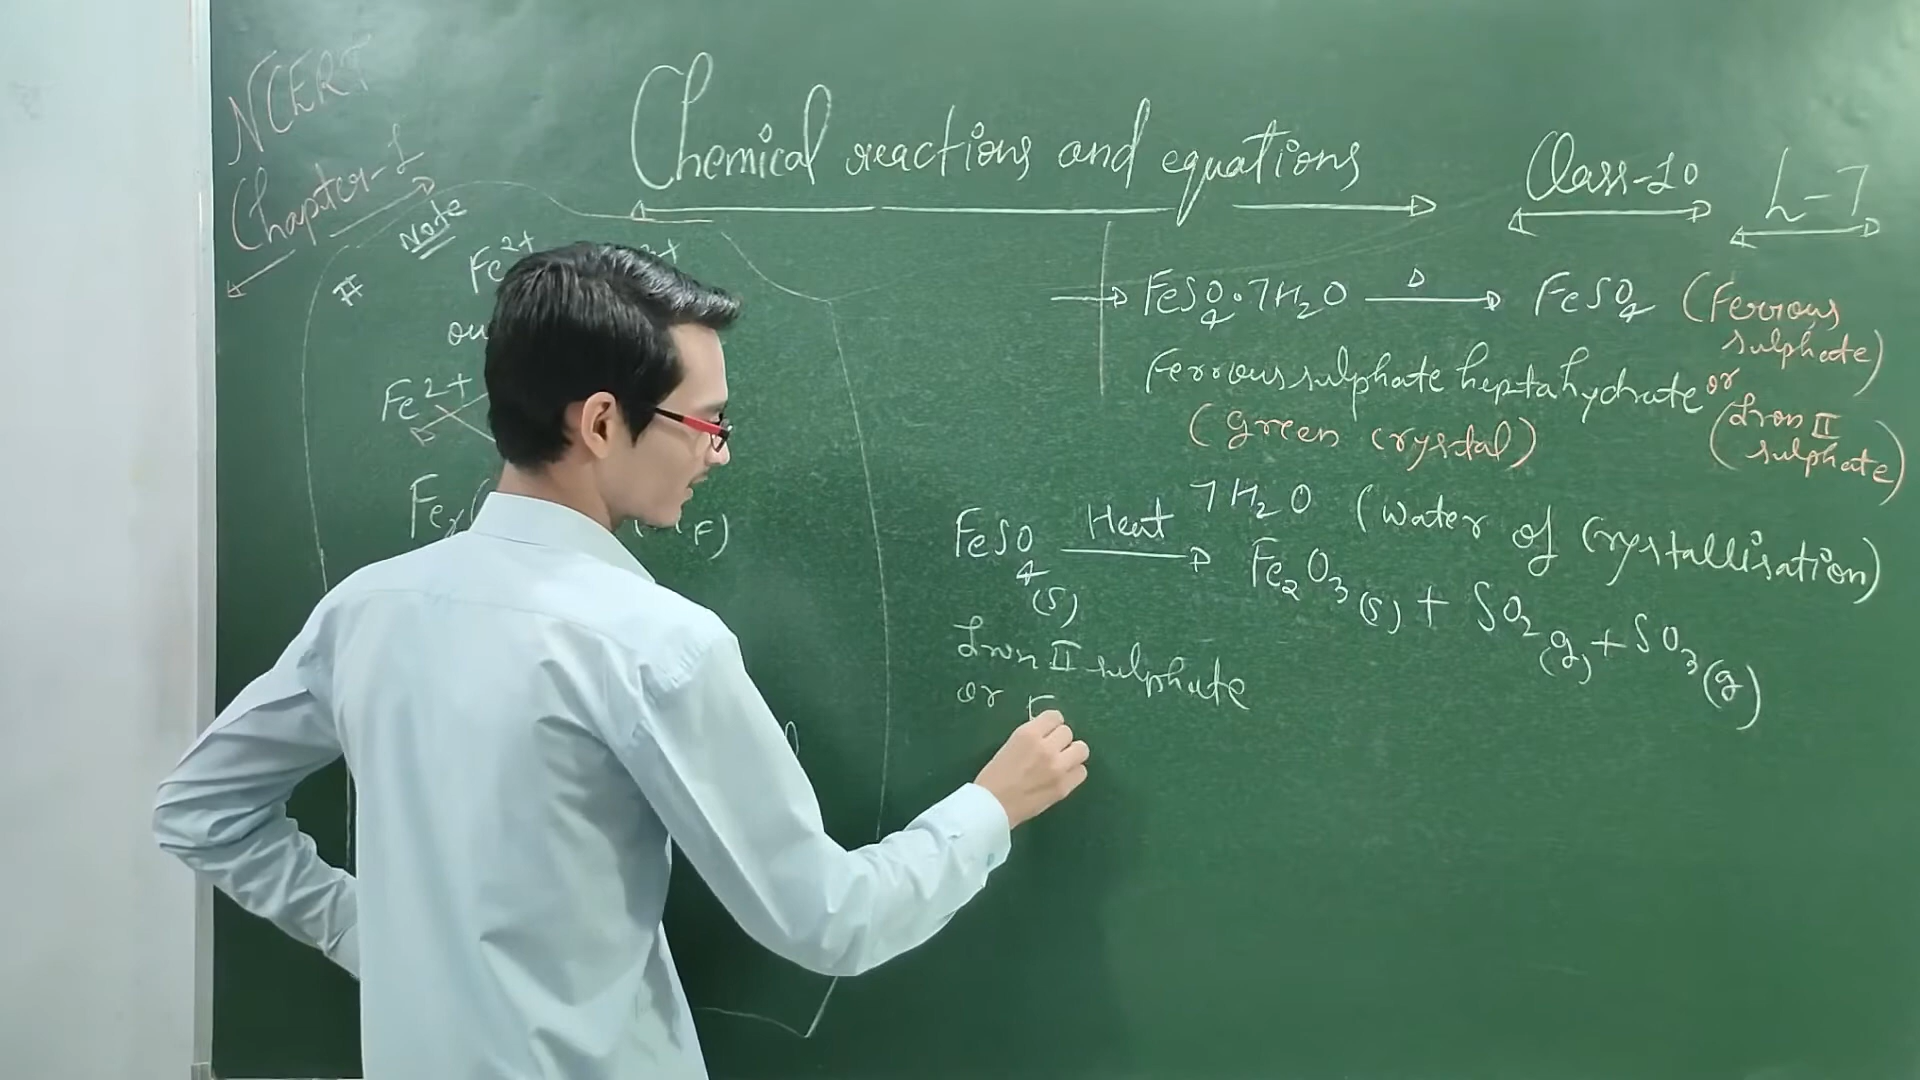 NCERT
Chapter-1
Chemical reactions and equations
Class-10
L-7
Note
#
Fe2+
Fe2+
→ FeSO4.7H2O —Δ→ FeSO4 (Ferrous sulphate)
or
(Iron II sulphate)
Ferrous sulphate heptahydrate
(Green crystal)
7H2O (Water of Crystallisation)
FeSO4(s) —Heat→ Fe2O3(s) + SO2(g) + SO3(g)
Iron II sulphate
or F